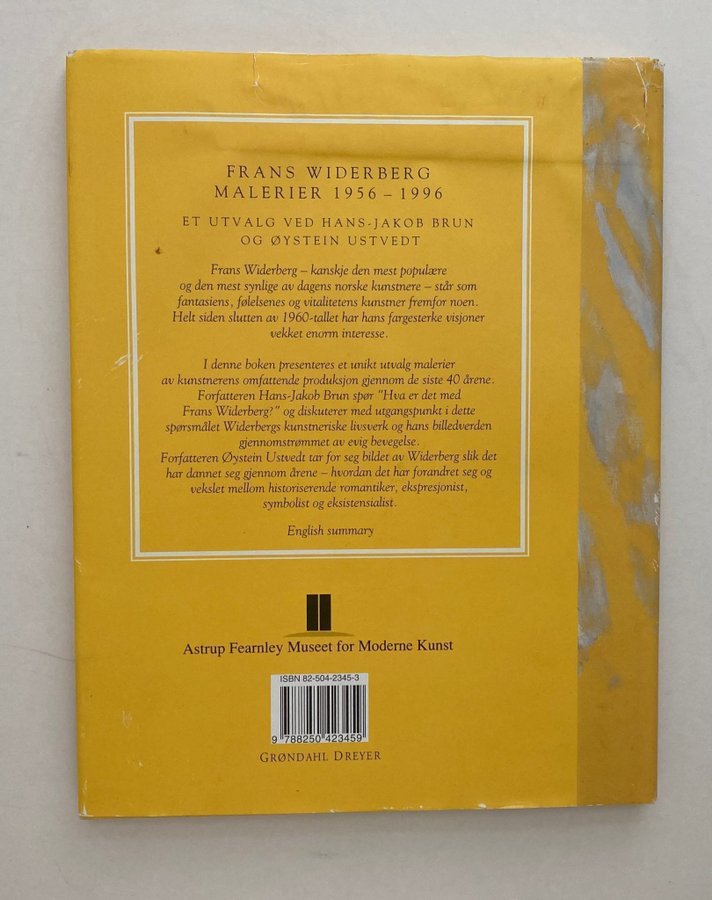 FRANS WIDERBERG
MALERIER 1956 – 1996
ET UTVALG VED HANS-JAKOB BRUN
OG ØYSTEIN USTVEDT
Frans Widerberg – kanskje den mest populære
og den mest synlige av dagens norske kunstnere – står som
fantasiens, følelsenes og vitalitetens kunstner fremfor noen.
Helt siden slutten av 1960-tallet har hans fargesterke visjoner
vekket enorm interesse.
I denne boken presenteres et unikt utvalg malerier
av kunstnerens omfattende produksjon gjennom de siste 40 årene.
Forfatteren Hans-Jakob Brun spør "Hva er det med
Frans Widerberg?" og diskuterer med utgangspunkt i dette
spørsmålet Widerbergs kunstneriske livsverk og hans billedverden
gjennomstrømmet av evig bevegelse.
Forfatteren Øystein Ustvedt tar for seg bildet av Widerberg slik det
har dannet seg gjennom årene – hvordan det har forandret seg og
vekslet mellom historiserende romantiker, ekspresjonist,
symbolist og eksistensialist.
English summary
Astrup Fearnley Museet for Moderne Kunst
ISBN 82-504-2345-3
9 788250 423459
GRØNDAHL DREYER